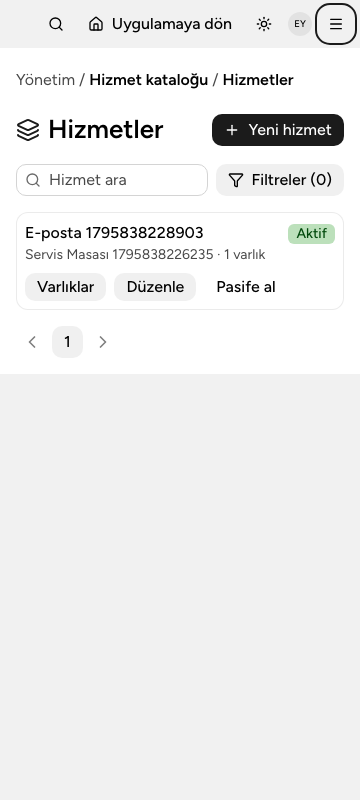 Uygulamaya dön
EY
Yönetim / Hizmet kataloğu / Hizmetler
Hizmetler
Yeni hizmet
Hizmet ara
Filtreler (0)
E-posta 1795838228903
Aktif
Servis Masası 1795838226235 · 1 varlık
Varlıklar
Düzenle
Pasife al
1